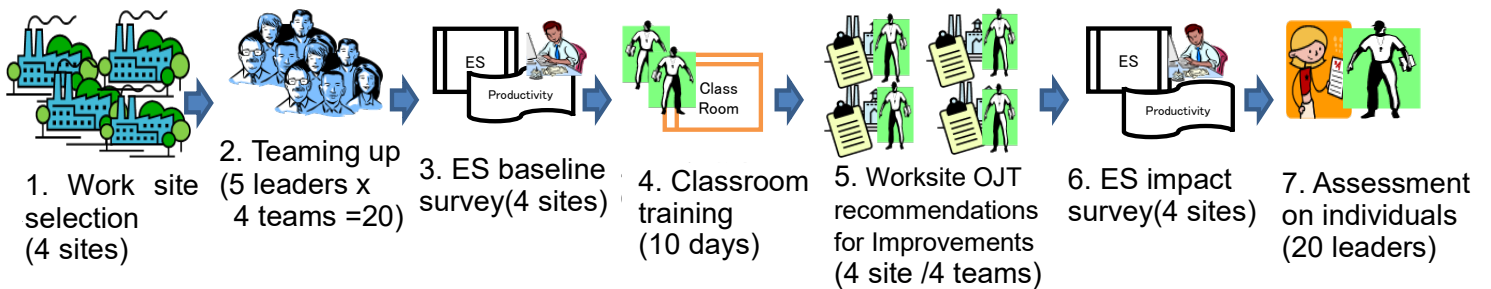 1. Work site
selection
(4 sites)
2. Teaming up
(5 leaders x
4 teams =20)
ES
Productivity
3. ES baseline
survey(4 sites)
Class
Room
4. Classroom
training
(10 days)
5. Worksite OJT
recommendations
for Improvements
(4 site /4 teams)
ES
Productivity
6. ES impact
survey(4 sites)
7. Assessment
on individuals
(20 leaders)